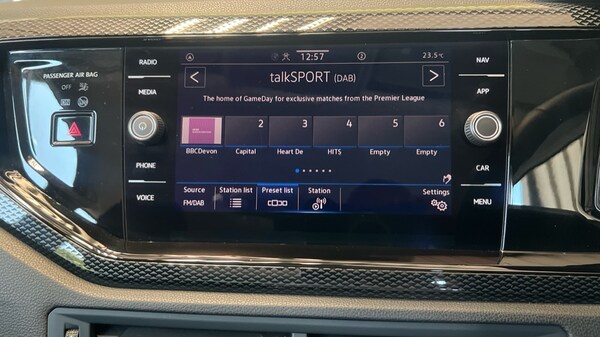 PASSENGER AIR BAG
OFF
ON
RADIO
MEDIA
PHONE
VOICE
12:57
23.5°C
talkSPORT (DAB)
The home of GameDay for exclusive matches from the Premier League
2 3 4 5 6
BBCDevon Capital Heart De HITS Empty Empty
Source Station list Preset list Station Settings
FM/DAB
NAV
APP
CAR
MENU